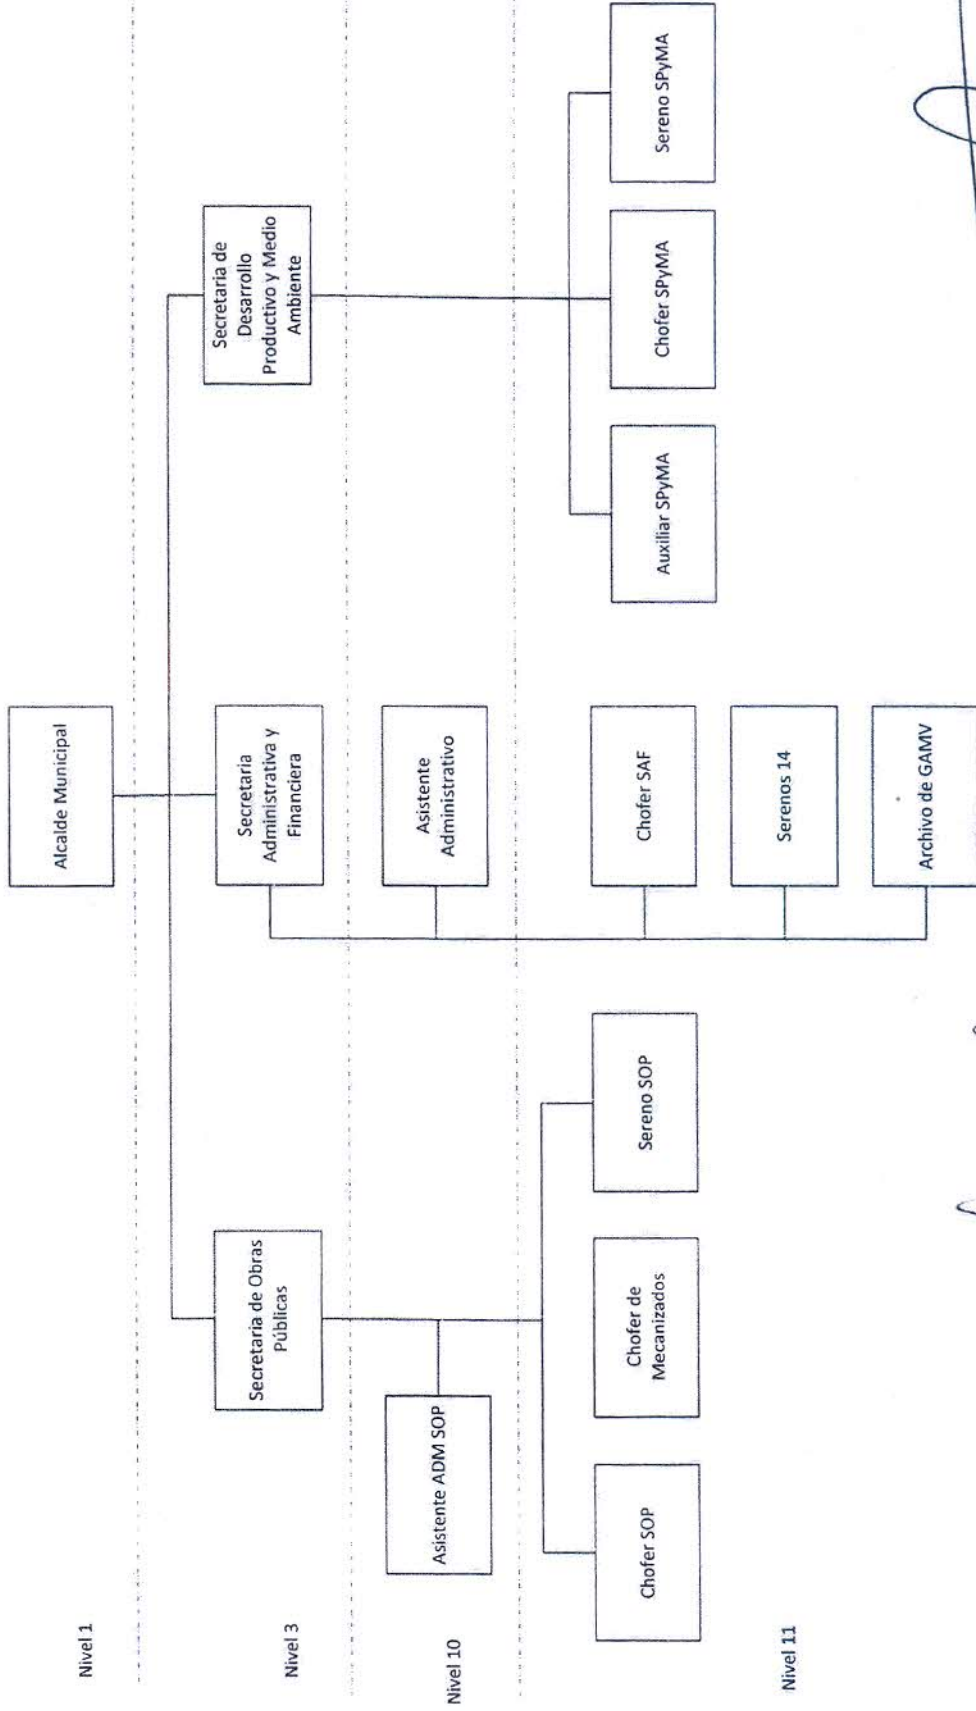 Nivel 1
Alcalde Municipal
Nivel 3
Secretaria de Obras
Públicas
Secretaria
Administrativa y
Financiera
Secretaria de
Desarrollo
Productivo y Medio
Ambiente
Nivel 10
Asistente ADM SOP
Asistente
Administrativo
Nivel 11
Chofer SOP
Chofer de
Mecanizados
Sereno SOP
Chofer SAF
Serenos 14
Archivo de GAMV
Auxiliar SPyMA
Chofer SPyMA
Sereno SPyMA